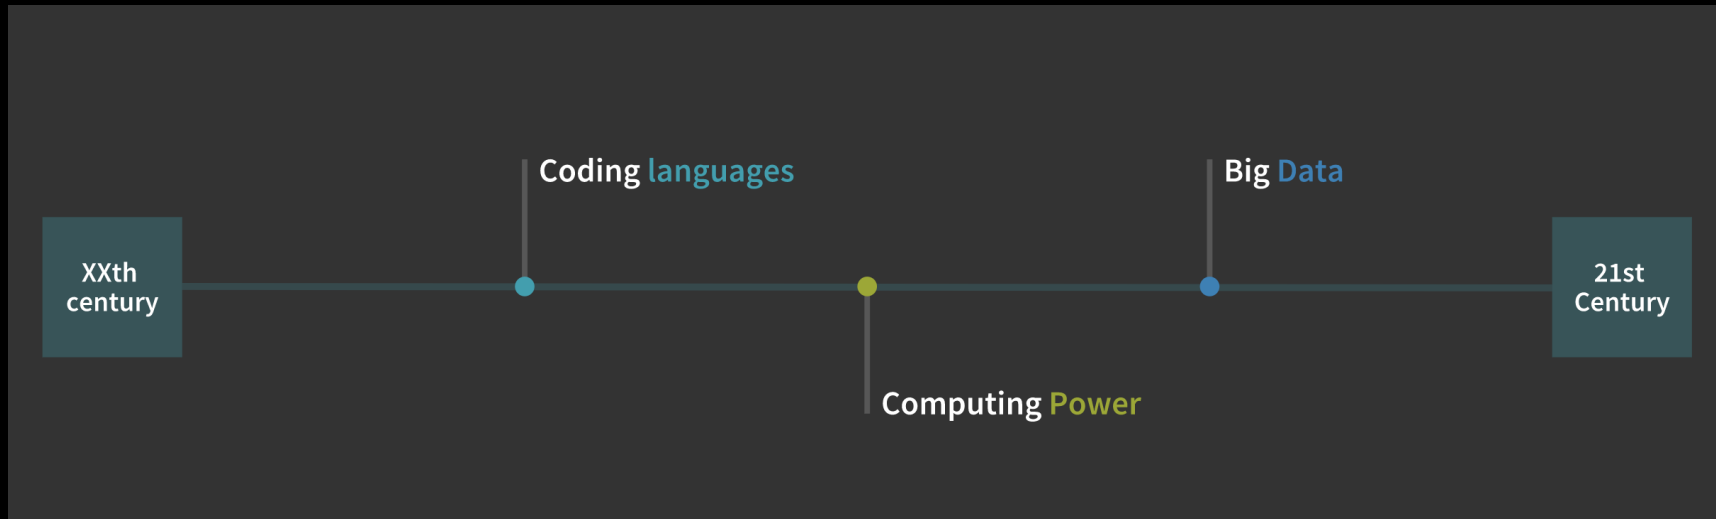 XXth
century
Coding languages
Computing Power
Big Data
21st
Century